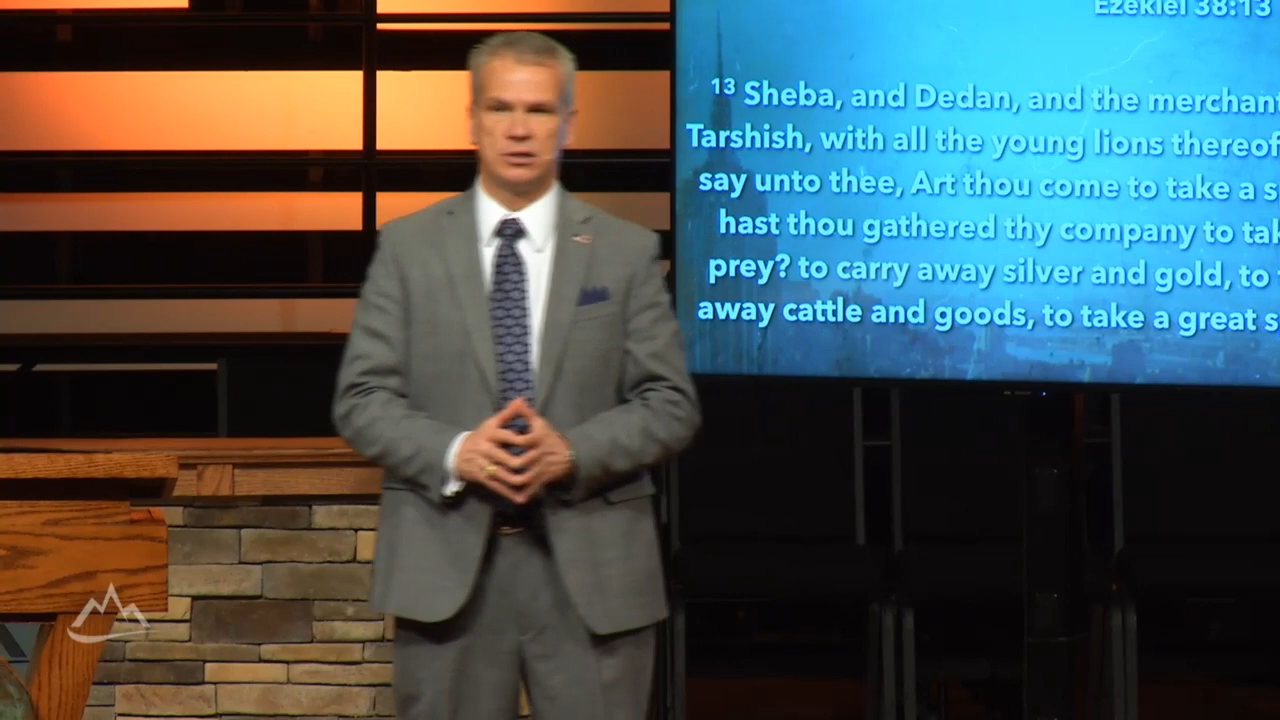 Ezekiel 38:13
13 Sheba, and Dedan, and the merchant
Tarshish, with all the young lions thereof
say unto thee, Art thou come to take a s
hast thou gathered thy company to tak
prey? to carry away silver and gold, to
away cattle and goods, to take a great s